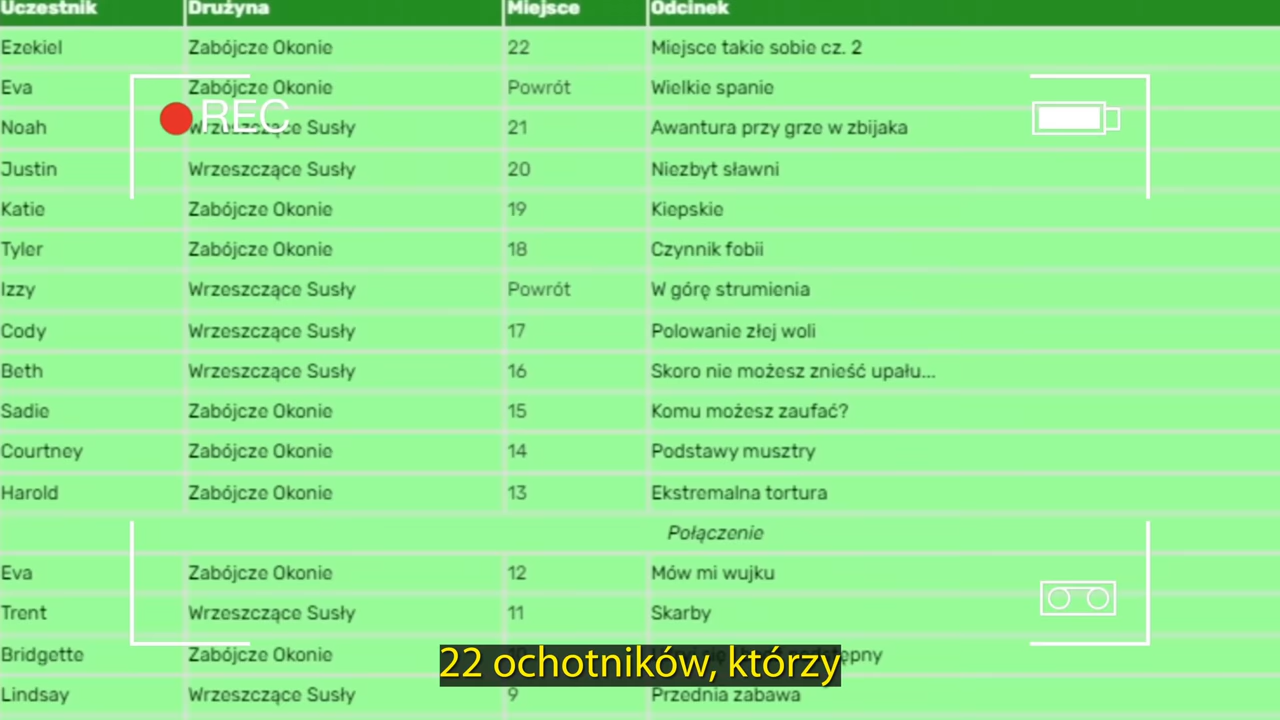 Uczestnik Drużyna Miejsce Odcinek
Ezekiel Zabójcze Okonie 22 Miejsce takie sobie cz. 2
Eva Zabójcze Okonie Powrót Wielkie spanie
REC
Noah Wrzeszczące Susły 21 Awantura przy grze w zbijaka
Justin Wrzeszczące Susły 20 Niezbyt sławni
Katie Zabójcze Okonie 19 Kiepskie
Tyler Zabójcze Okonie 18 Czynnik fobii
Izzy Wrzeszczące Susły Powrót W górę strumienia
Cody Wrzeszczące Susły 17 Polowanie złej woli
Beth Wrzeszczące Susły 16 Skoro nie możesz znieść upału...
Sadie Zabójcze Okonie 15 Komu możesz zaufać?
Courtney Zabójcze Okonie 14 Podstawy musztry
Harold Zabójcze Okonie 13 Ekstremalna tortura
Połączenie
Eva Zabójcze Okonie 12 Mów mi wujku
Trent Wrzeszczące Susły 11 Skarby
Bridgette Zabójcze Okonie
22 ochotników, którzy
Lindsay Wrzeszczące Susły 9 Przednia zabawa